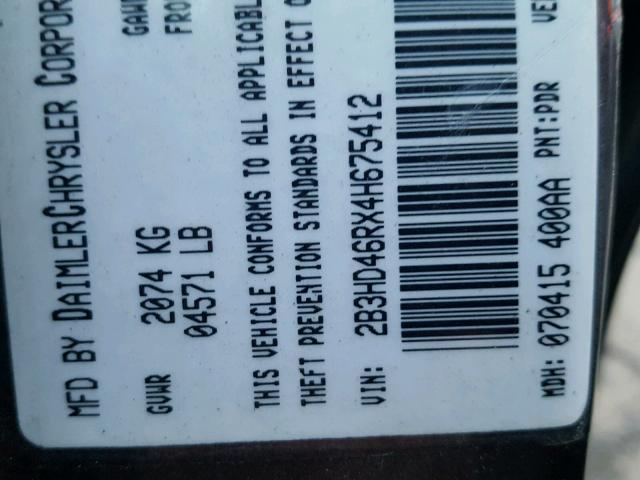 MFD BY DAIMLERCHRYSLER CORPOR
GAWR
FRO
GVWR 2074 KG
04571 LB
THIS VEHICLE CONFORMS TO ALL APPLICABLE
THEFT PREVENTION STANDARDS IN EFFECT O
VIN: 2B3HD46RX4H675412
MDH: 070415 400AA PNT:PDR VE